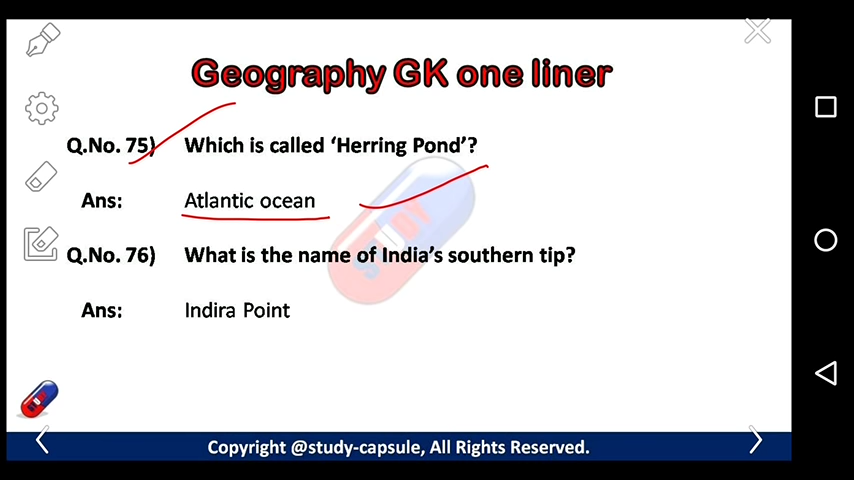 Geography GK one liner
Q.No. 75) Which is called ‘Herring Pond’?
Ans: Atlantic ocean
Q.No. 76) What is the name of India’s southern tip?
Ans: Indira Point
STUDY
Copyright @study-capsule, All Rights Reserved.